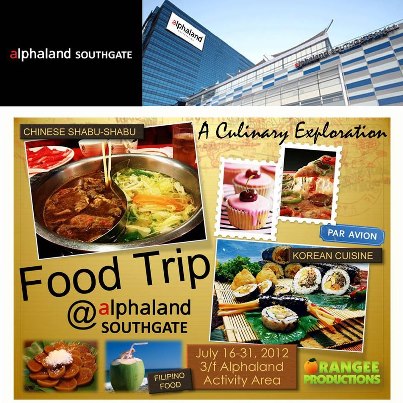 alphaland SOUTHGATE
alphaland
CHINESE SHABU-SHABU
A Culinary Exploration
PAR AVION
KOREAN CUISINE
Food Trip
@alphaland
SOUTHGATE
FILIPINO
FOOD
July 16-31, 2012
3/f Alphaland
Activity Area
ORANGEE
PRODUCTIONS